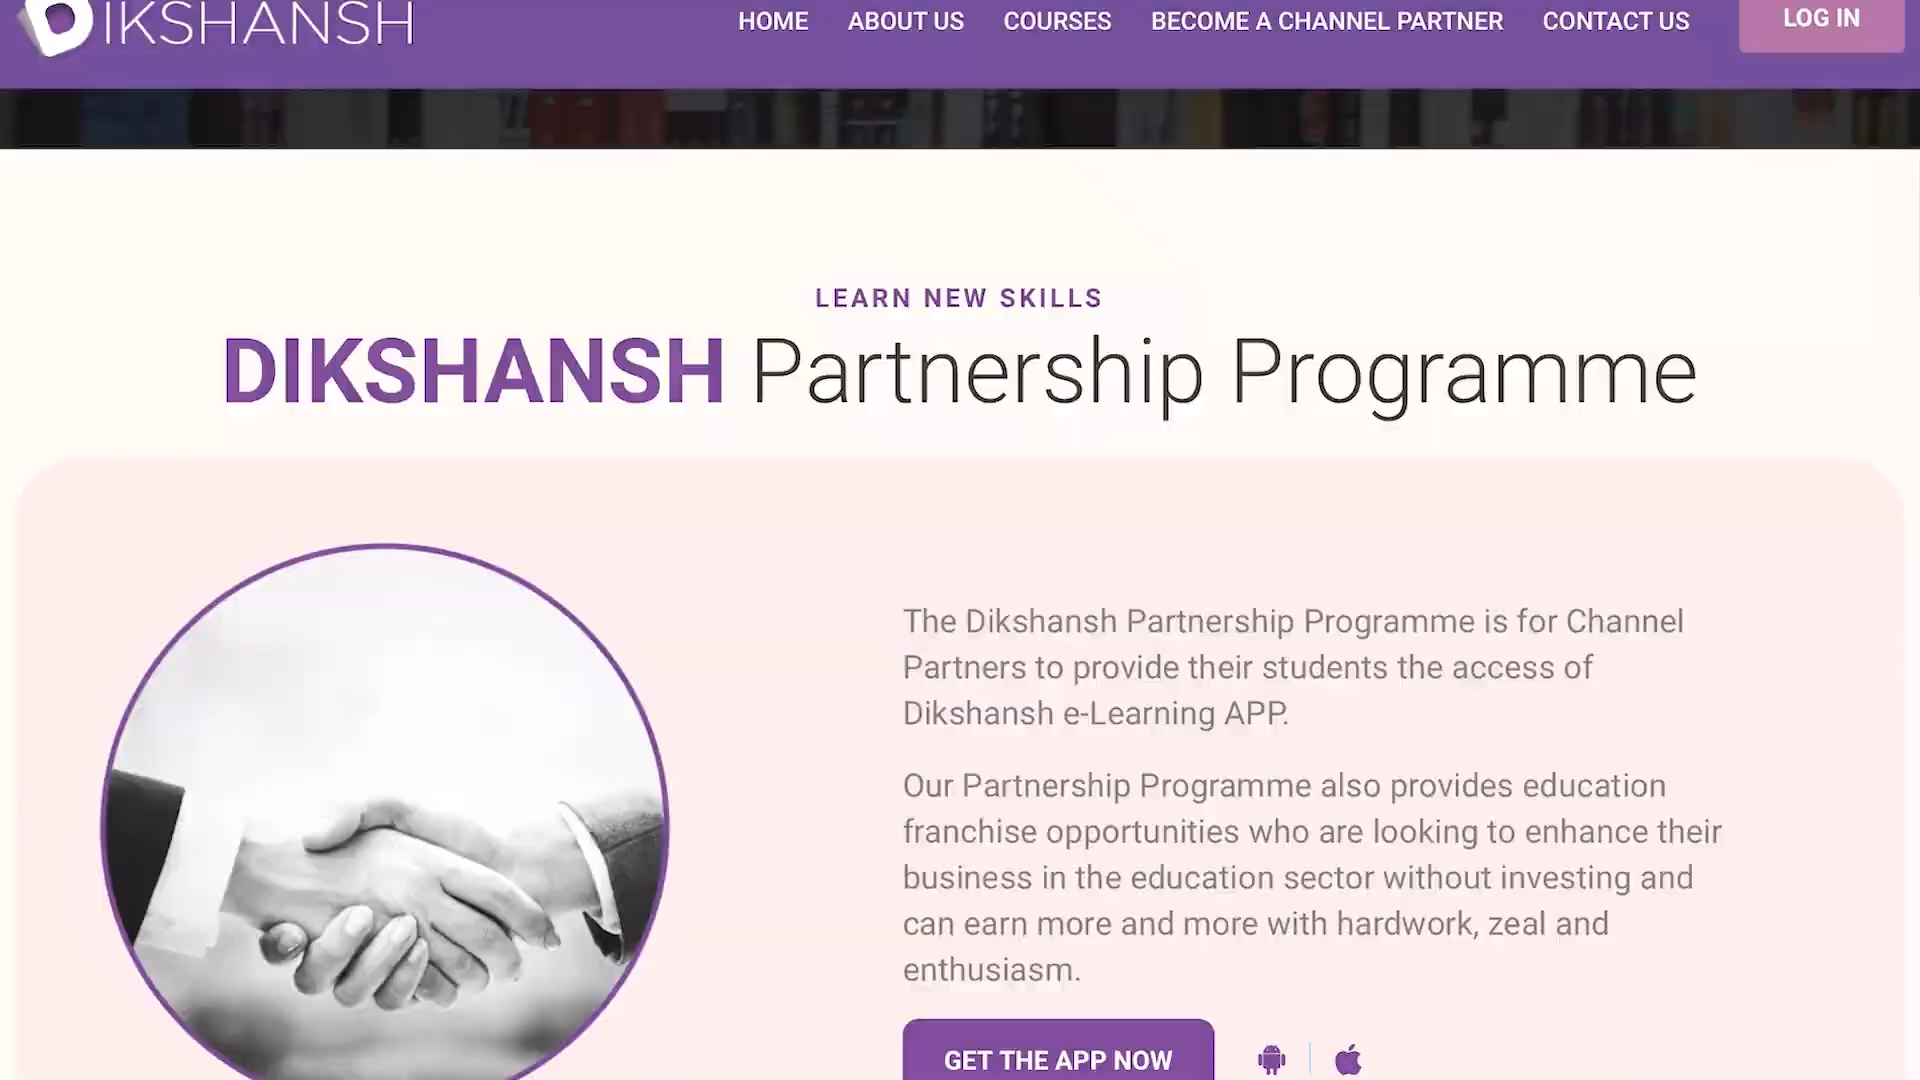 DIKSHANSH
HOME ABOUT US COURSES BECOME A CHANNEL PARTNER CONTACT US LOG IN
LEARN NEW SKILLS
DIKSHANSH Partnership Programme
The Dikshansh Partnership Programme is for Channel
Partners to provide their students the access of
Dikshansh e-Learning APP.
Our Partnership Programme also provides education
franchise opportunities who are looking to enhance their
business in the education sector without investing and
can earn more and more with hardwork, zeal and
enthusiasm.
GET THE APP NOW